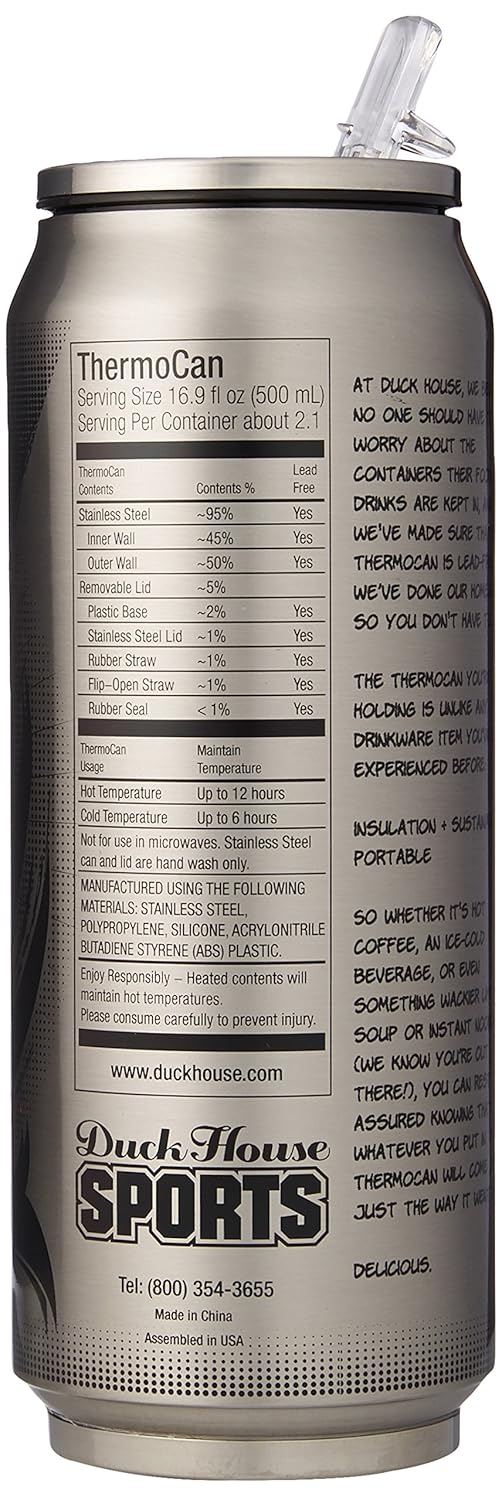 ThermoCan
Serving Size 16.9 fl oz (500 mL)
Serving Per Container about 2.1
ThermoCan Contents Contents % Lead Free
Stainless Steel ~95% Yes
Inner Wall ~45% Yes
Outer Wall ~50% Yes
Removable Lid ~5%
Plastic Base ~2% Yes
Stainless Steel Lid ~1% Yes
Rubber Straw ~1% Yes
Flip-Open Straw ~1% Yes
Rubber Seal < 1% Yes
ThermoCan Usage Maintain Temperature
Hot Temperature Up to 12 hours
Cold Temperature Up to 6 hours
Not for use in microwaves. Stainless Steel
can and lid are hand wash only.
MANUFACTURED USING THE FOLLOWING
MATERIALS: STAINLESS STEEL,
POLYPROPYLENE, SILICONE, ACRYLONITRILE
BUTADIENE STYRENE (ABS) PLASTIC.
Enjoy Responsibly – Heated contents will
maintain hot temperatures.
Please consume carefully to prevent injury.
www.duckhouse.com
Duck House
SPORTS
Tel: (800) 354-3655
Made in China
Assembled in USA
AT DUCK HOUSE, WE
NO ONE SHOULD HAVE
WORRY ABOUT THE
CONTAINERS THEIR
DRINKS ARE KEPT IN,
WE'VE MADE SURE
THERMOCAN IS
WE'VE DONE OUR
SO YOU DON'T HAVE
THE THERMOCAN
HOLDING IS UNLIKE
DRINKWARE ITEM
EXPERIENCED BEFORE.
INSULATION +
PORTABLE
SO WHETHER IT'S HOT
COFFEE, AN ICE-COLD
BEVERAGE, OR EVEN
SOMETHING WACKIER
SOUP OR INSTANT
(WE KNOW YOU'RE OUT
THERE!), YOU CAN
ASSURED KNOWING
WHATEVER YOU PUT IN
THERMOCAN WILL COME
JUST THE WAY IT
DELICIOUS.